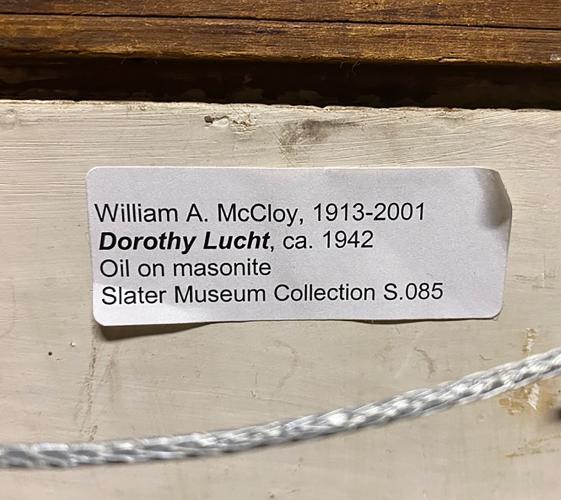 William A. McCloy, 1913-2001
Dorothy Lucht, ca. 1942
Oil on masonite
Slater Museum Collection S.085